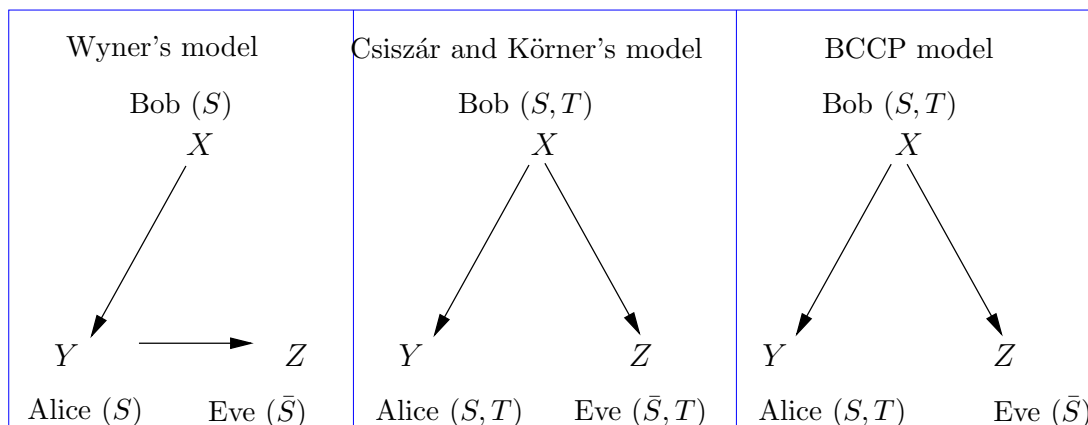 Wyner's model
Bob (S)
X
Y
Z
Alice (S)
Eve (S̄)
Csiszár and Körner's model
Bob (S, T)
X
Y
Z
Alice (S, T)
Eve (S̄, T)
BCCP model
Bob (S, T)
X
Y
Z
Alice (S, T)
Eve (S̄)